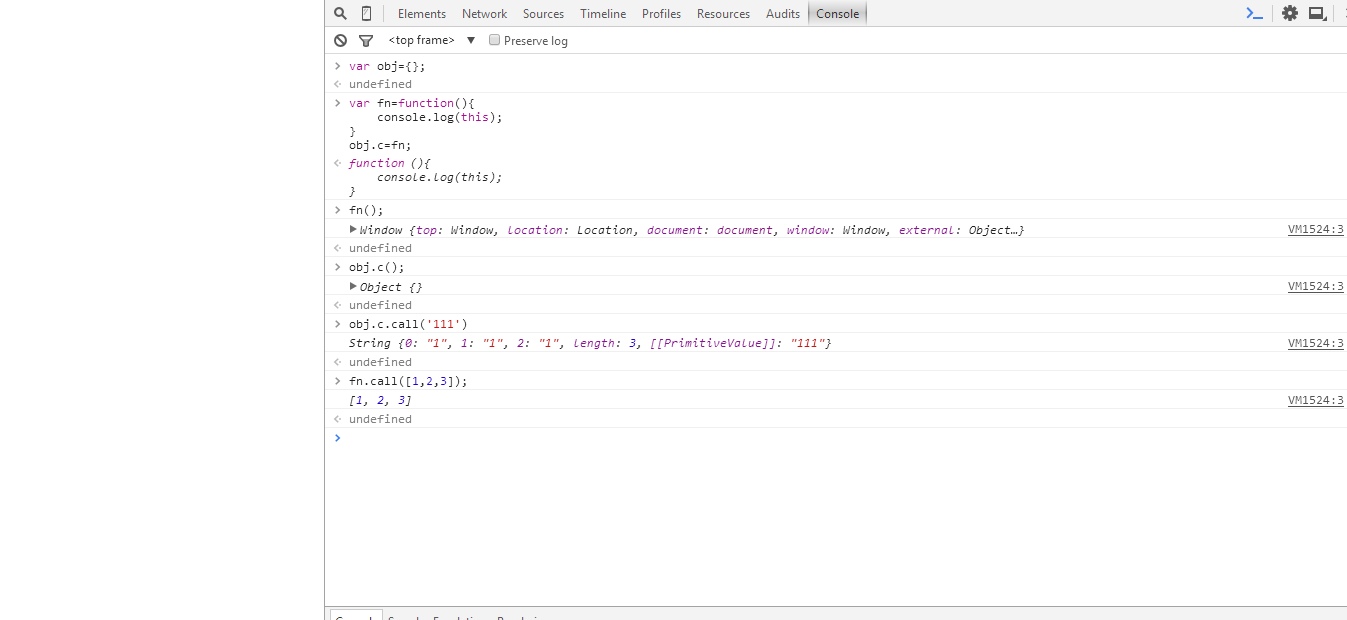 Elements Network Sources Timeline Profiles Resources Audits Console
<top frame> ▼ Preserve log
> var obj={};
<· undefined
> var fn=function(){
console.log(this);
}
obj.c=fn;
<· function (){
console.log(this);
}
> fn();
▶Window {top: Window, location: Location, document: document, window: Window, external: Object…} VM1524:3
<· undefined
> obj.c();
▶Object {} VM1524:3
<· undefined
> obj.c.call('111')
String {0: "1", 1: "1", 2: "1", length: 3, [[PrimitiveValue]]: "111"} VM1524:3
<· undefined
> fn.call([1,2,3]);
[1, 2, 3] VM1524:3
<· undefined
>